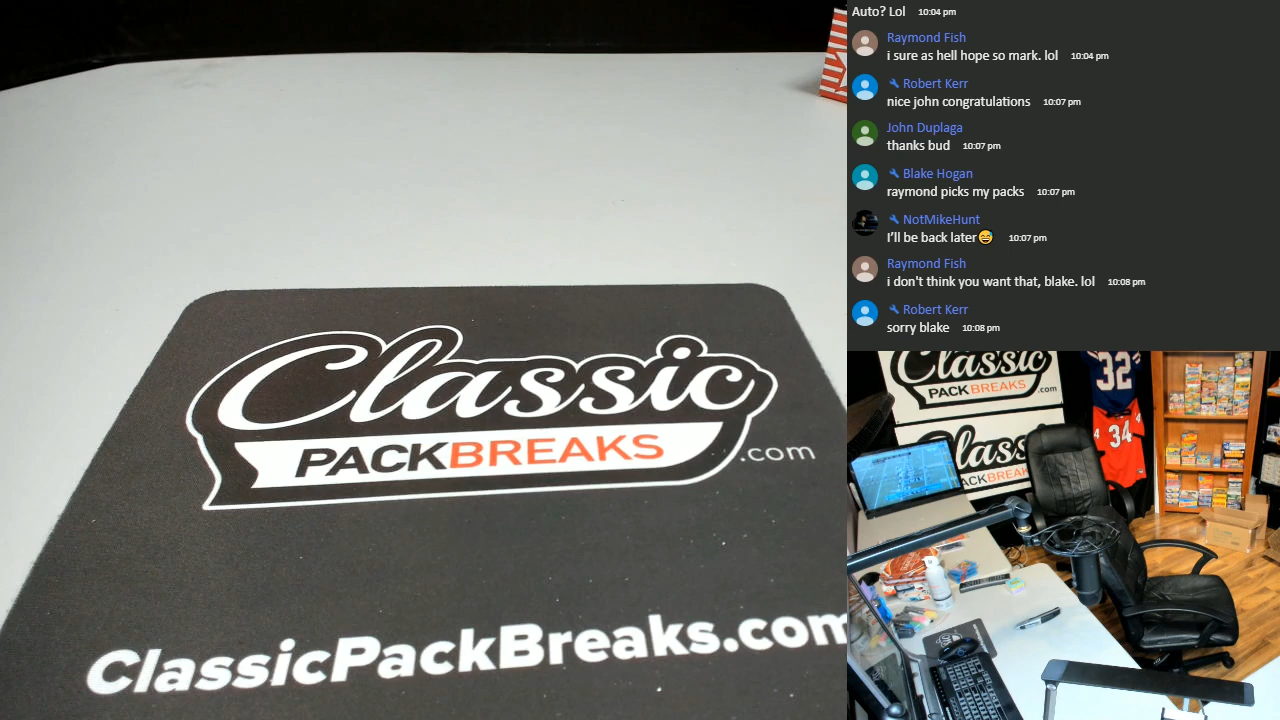 Classic
PACKBREAKS
.com
ClassicPackBreaks.com
Auto? Lol 10:04 pm
Raymond Fish
i sure as hell hope so mark. lol 10:04 pm
Robert Kerr
nice john congratulations 10:07 pm
John Duplaga
thanks bud 10:07 pm
Blake Hogan
raymond picks my packs 10:07 pm
NotMikeHunt
I'll be back later😅 10:07 pm
Raymond Fish
i don't think you want that, blake. lol 10:08 pm
Robert Kerr
sorry blake 10:08 pm
Classic
PACKBREAKS
.com
32
Class
ACKBREAKS
4 34